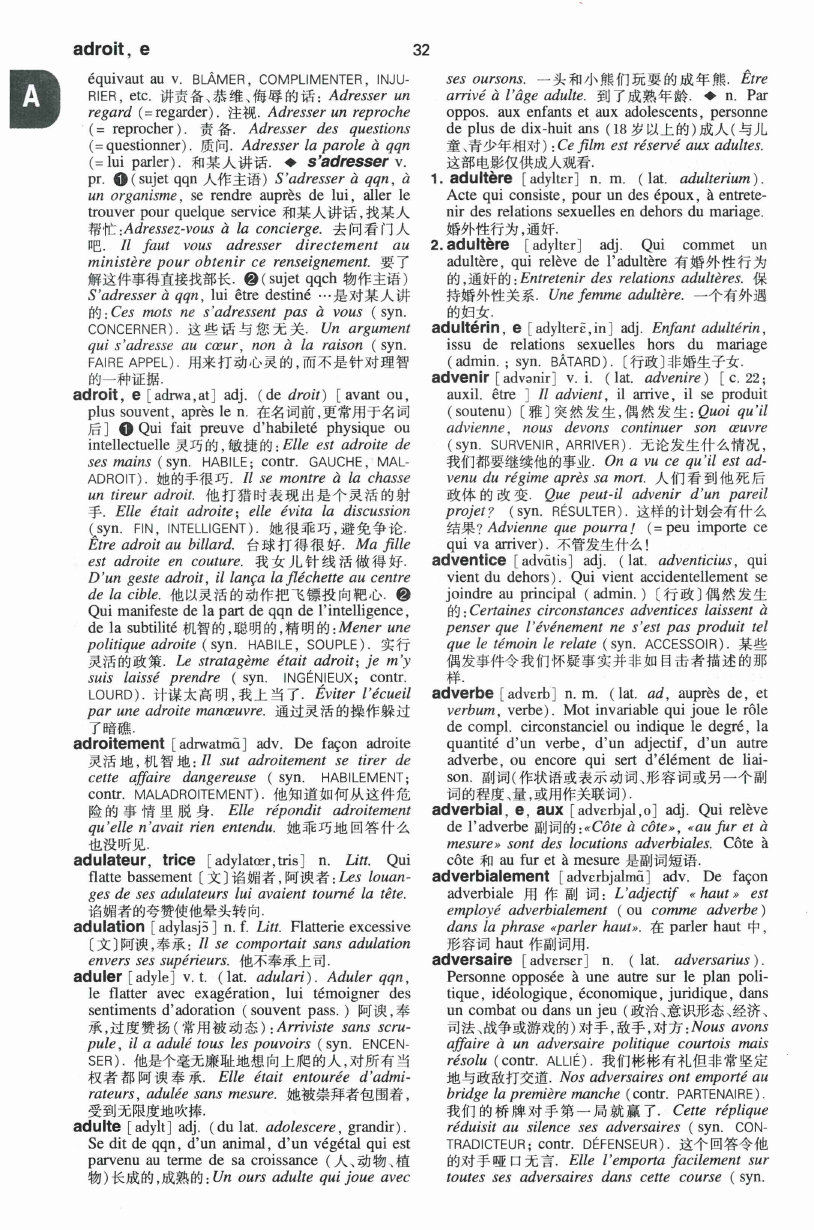 adroit, e
32
A
équivaut au v. BLÂMER, COMPLIMENTER, INJU-
RIER, etc. 讲责备、恭维、侮辱的话: Adresser un
regard (=regarder). 注视. Adresser un reproche
(= reprocher). 责备. Adresser des questions
(=questionner). 质问. Adresser la parole à qqn
(=lui parler). 和某人讲话. ◆ s'adresser v.
pr. ❶(sujet qqn 人作主语) S'adresser à qqn, à
un organisme, se rendre auprès de lui, aller le
trouver pour quelque service 和某人讲话,找某人
帮忙:Adressez-vous à la concierge. 去问看门人
吧. Il faut vous adresser directement au
ministère pour obtenir ce renseignement. 要了
解这件事得直接找部长. ❷(sujet qqch 物作主语)
S'adresser à qqn, lui être destiné …是对某人讲
的:Ces mots ne s'adressent pas à vous (syn.
CONCERNER). 这些话与您无关. Un argument
qui s'adresse au cœur, non à la raison (syn.
FAIRE APPEL). 用来打动心灵的,而不是针对理智
的一种证据.
adroit, e [adrwa,at] adj. (de droit) [avant ou,
plus souvent, après le n. 在名词前,更常用于名词
后] ❶ Qui fait preuve d'habileté physique ou
intellectuelle 灵巧的,敏捷的:Elle est adroite de
ses mains (syn. HABILE; contr. GAUCHE, MAL-
ADROIT). 她的手很巧. Il se montre à la chasse
un tireur adroit. 他打猎时表现出是个灵活的射
手. Elle était adroite; elle évita la discussion
(syn. FIN, INTELLIGENT). 她很乖巧,避免争论.
Être adroit au billard. 台球打得很好. Ma fille
est adroite en couture. 我女儿针线活做得好.
D'un geste adroit, il lança la fléchette au centre
de la cible. 他以灵活的动作把飞镖投向靶心. ❷
Qui manifeste de la part de qqn de l'intelligence,
de la subtilité 机智的,聪明的,精明的:Mener une
politique adroite (syn. HABILE, SOUPLE). 实行
灵活的政策. Le stratagème était adroit; je m'y
suis laissé prendre (syn. INGÉNIEUX; contr.
LOURD). 计谋太高明,我上当了. Éviter l'écueil
par une adroite manœuvre. 通过灵活的操作躲过
了暗礁.
adroitement [adrwatmɑ̃] adv. De façon adroite
灵活地,机智地:Il sut adroitement se tirer de
cette affaire dangereuse (syn. HABILEMENT;
contr. MALADROITEMENT). 他知道如何从这件危
险的事情里脱身. Elle répondit adroitement
qu'elle n'avait rien entendu. 她乖巧地回答什么
也没听见.
adulateur, trice [adylatœr,tris] n. Litt. Qui
flatte bassement [文]谄媚者,阿谀者:Les louan-
ges de ses adulateurs lui avaient tourné la tête.
谄媚者的夸赞使他晕头转向.
adulation [adylasjɔ̃] n. f. Litt. Flatterie excessive
[文]阿谀,奉承: Il se comportait sans adulation
envers ses supérieurs. 他不奉承上司.
aduler [adyle] v. t. (lat. adulari). Aduler qqn,
le flatter avec exagération, lui témoigner des
sentiments d'adoration (souvent pass.) 阿谀,奉
承,过度赞扬(常用被动态):Arriviste sans scru-
pule, il a adulé tous les pouvoirs (syn. ENCEN-
SER). 他是个毫无廉耻地想向上爬的人,对所有当
权者都阿谀奉承. Elle était entourée d'admi-
rateurs, adulée sans mesure. 她被崇拜者包围着,
受到无限度地吹捧.
adulte [adylt] adj. (du lat. adolescere, grandir).
Se dit de qqn, d'un animal, d'un végétal qui est
parvenu au terme de sa croissance (人、动物、植
物)长成的,成熟的:Un ours adulte qui joue avec
ses oursons. 一头和小熊们玩耍的成年熊. Être
arrivé à l'âge adulte. 到了成熟年龄. ◆ n. Par
oppos. aux enfants et aux adolescents, personne
de plus de dix-huit ans (18岁以上的)成人(与儿
童、青少年相对):Ce film est réservé aux adultes.
这部电影仅供成人观看.
1. adultère [adyltɛr] n. m. (lat. adulterium).
Acte qui consiste, pour un des époux, à entrete-
nir des relations sexuelles en dehors du mariage.
婚外性行为,通奸.
2. adultère [adyltɛr] adj. Qui commet un
adultère, qui relève de l'adultère 有婚外性行为
的,通奸的:Entretenir des relations adultères. 保
持婚外性关系. Une femme adultère. 一个有外遇
的妇女.
adultérin, e [adylterɛ̃,in] adj. Enfant adultérin,
issu de relations sexuelles hors du mariage
(admin.; syn. BÂTARD). [行政]非婚生子女.
advenir [advənir] v. i. (lat. advenire) [c. 22;
auxil. être] Il advient, il arrive, il se produit
(soutenu) [雅]突然发生,偶然发生:Quoi qu'il
advienne, nous devons continuer son œuvre
(syn. SURVENIR, ARRIVER). 无论发生什么情况,
我们都要继续他的事业. On a vu ce qu'il est ad-
venu du régime après sa mort. 人们看到他死后
政体的改变. Que peut-il advenir d'un pareil
projet? (syn. RÉSULTER). 这样的计划会有什么
结果? Advienne que pourra! (=peu importe ce
qui va arriver). 不管发生什么!
adventice [advɑ̃tis] adj. (lat. adventicius, qui
vient du dehors). Qui vient accidentellement se
joindre au principal (admin.) [行政]偶然发生
的:Certaines circonstances adventices laissent à
penser que l'événement ne s'est pas produit tel
que le témoin le relate (syn. ACCESSOIR). 某些
偶发事件令我们怀疑事实并非如目击者描述的那
样.
adverbe [advɛrb] n. m. (lat. ad, auprès de, et
verbum, verbe). Mot invariable qui joue le rôle
de compl. circonstanciel ou indique le degré, la
quantité d'un verbe, d'un adjectif, d'un autre
adverbe, ou encore qui sert d'élément de liai-
son. 副词(作状语或表示动词、形容词或另一个副
词的程度、量,或用作关联词).
adverbial, e, aux [advɛrbjal,o] adj. Qui relève
de l'adverbe 副词的:«Côte à côte», «au fur et à
mesure» sont des locutions adverbiales. Côte à
côte 和 au fur et à mesure 是副词短语.
adverbialement [advɛrbjalmɑ̃] adv. De façon
adverbiale 用作副词: L'adjectif «haut» est
employé adverbialement (ou comme adverbe)
dans la phrase «parler haut». 在 parler haut 中,
形容词 haut 作副词用.
adversaire [advɛrsɛr] n. (lat. adversarius).
Personne opposée à une autre sur le plan poli-
tique, idéologique, économique, juridique, dans
un combat ou dans un jeu (政治、意识形态、经济、
司法、战争或游戏的)对手,敌手,对方:Nous avons
affaire à un adversaire politique courtois mais
résolu (contr. ALLIÉ). 我们彬彬有礼但非常坚定
地与政敌打交道. Nos adversaires ont emporté au
bridge la première manche (contr. PARTENAIRE).
我们的桥牌对手第一局就赢了. Cette réplique
réduisit au silence ses adversaires (syn. CON-
TRADICTEUR; contr. DÉFENSEUR). 这个回答令他
的对手哑口无言. Elle l'emporta facilement sur
toutes ses adversaires dans cette course (syn.